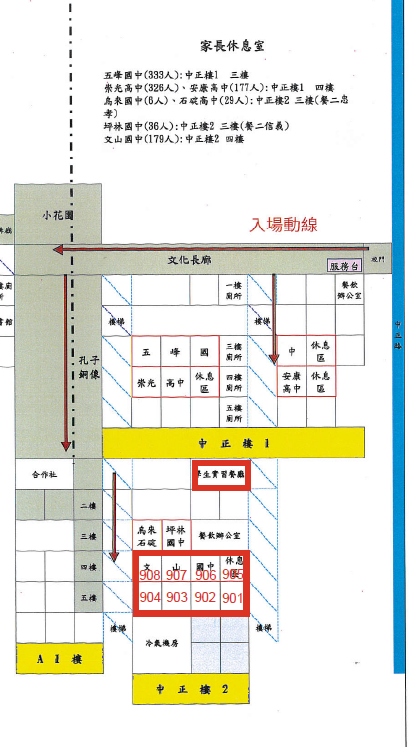 家長休息室
五峰國中(333人):中正樓1 三樓
崇光高中(326人)、安康高中(177人):中正樓1 四樓
烏來國中(6人)、石碇高中(29人):中正樓2 三樓(餐二忠
孝)
坪林國中(36人):中正樓2 三樓(餐二信義)
文山國中(179人):中正樓2 四樓
小花園
入場動線
文化長廊
服務台
一樓
廁所
餐飲
辦公室
樓梯
樓梯
中正路
孔子
銅像
五 峰 國
三樓
廁所
中
休息
區
崇光 高中
休息
區
四樓
廁所
安康
高中
休息
區
五樓
廁所
中 正 樓 1
合作社
學生實習餐廳
二樓
三樓
烏來
石碇
坪林
國中
餐飲辦公室
四樓
文 山 國中 休息
區
908 907 906 905
五樓
904 903 902 901
樓梯
冷氣機房
樓梯
A 1 樓
中 正 樓 2